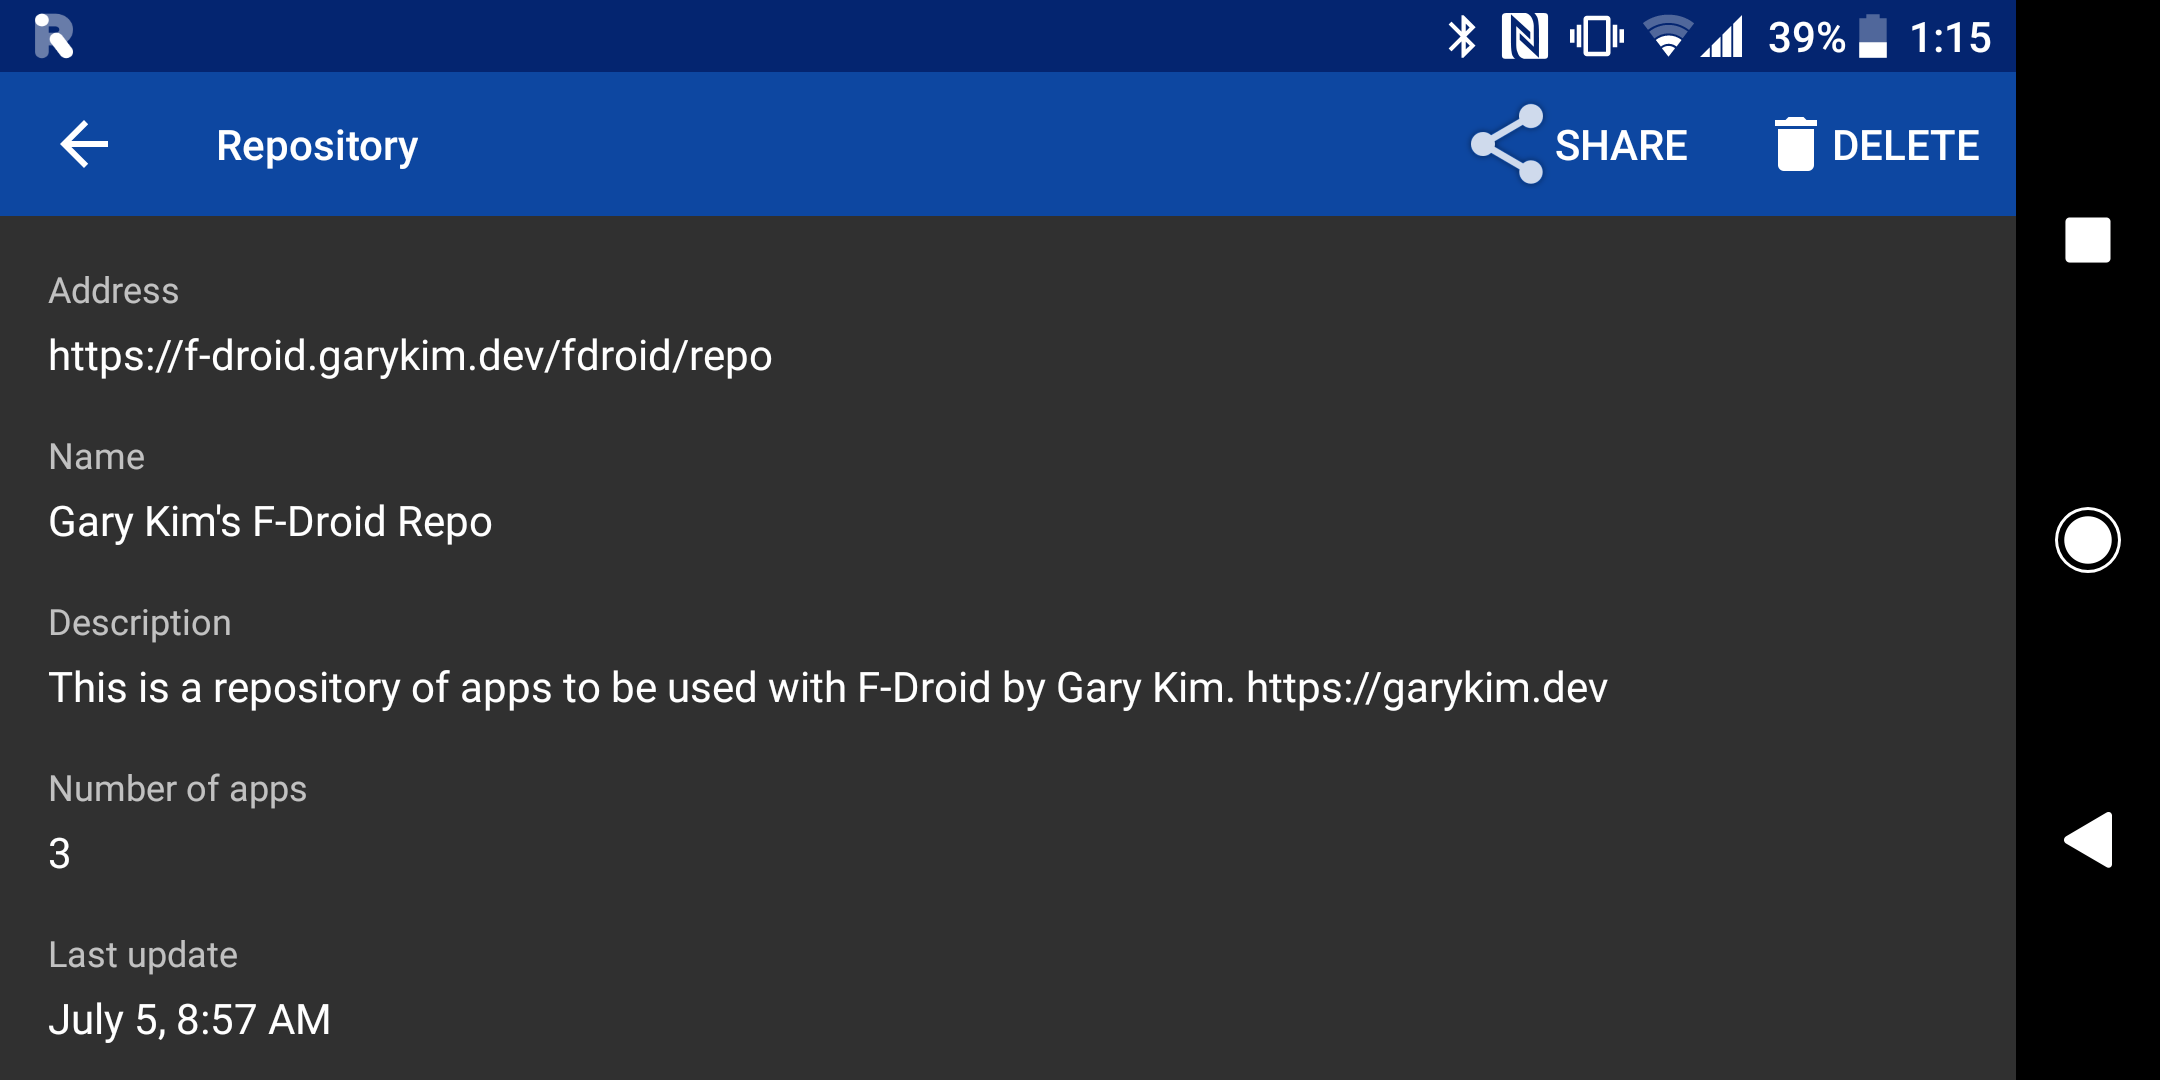 39% 1:15
Repository SHARE DELETE
Address
https://f-droid.garykim.dev/fdroid/repo
Name
Gary Kim's F-Droid Repo
Description
This is a repository of apps to be used with F-Droid by Gary Kim. https://garykim.dev
Number of apps
3
Last update
July 5, 8:57 AM